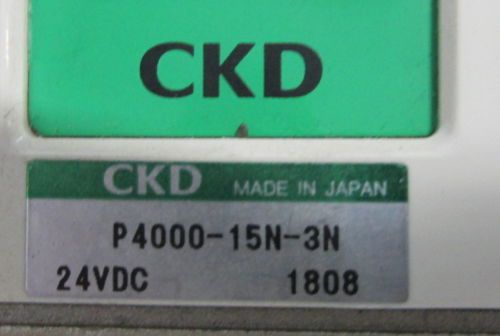 CKD
CKD MADE IN JAPAN
P4000-15N-3N
24VDC 1808